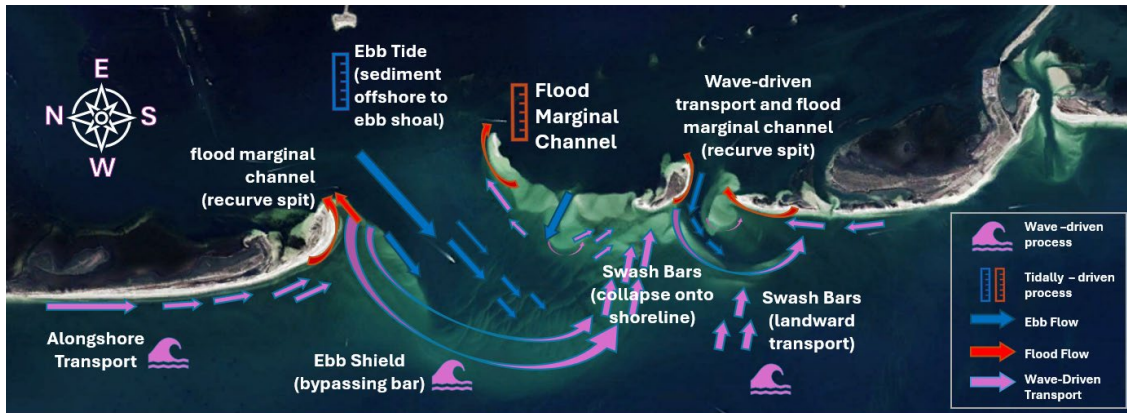 E
N
S
W
Ebb Tide
(sediment
offshore to
ebb shoal)
Flood
Marginal
Channel
Wave-driven
transport and flood
marginal channel
(recurve spit)
flood marginal
channel
(recurve spit)
Swash Bars
(collapse onto
shoreline)
Swash Bars
(landward
transport)
Alongshore
Transport
Ebb Shield
(bypassing bar)
Wave –driven
process
Tidally – driven
process
Ebb Flow
Flood Flow
Wave-Driven
Transport